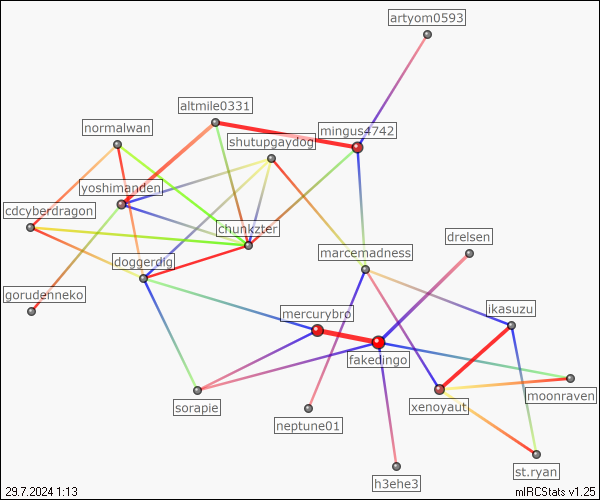 artyom0593
altmile0331
normalwan
mingus4742
shutupgaydog
yoshimanden
cdcyberdragon
chunkzter
drelsen
marcemadness
doggerdig
gorudenneko
mercurybro
ikasuzu
fakedingo
moonraven
sorapie
xenoyaut
neptune01
st.ryan
h3ehe3
29.7.2024 1:13
mIRCStats v1.25